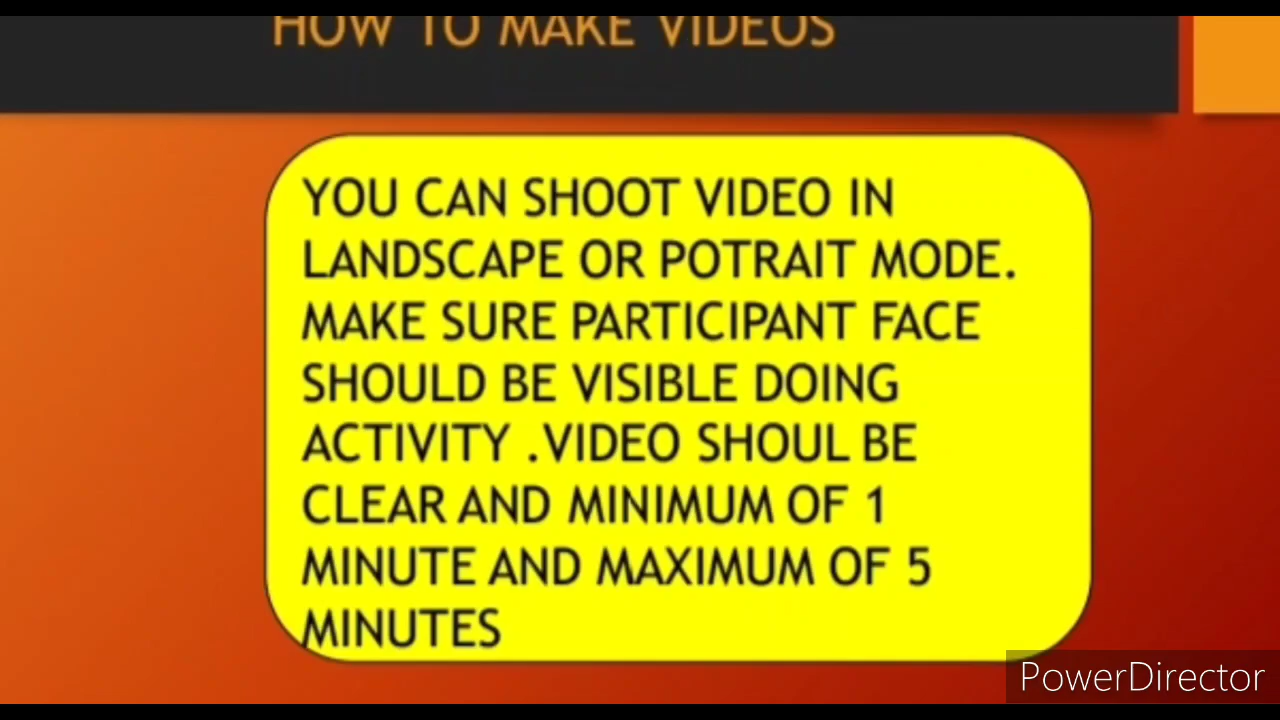 HOW TO MAKE VIDEOS
YOU CAN SHOOT VIDEO IN
LANDSCAPE OR POTRAIT MODE.
MAKE SURE PARTICIPANT FACE
SHOULD BE VISIBLE DOING
ACTIVITY .VIDEO SHOUL BE
CLEAR AND MINIMUM OF 1
MINUTE AND MAXIMUM OF 5
MINUTES
PowerDirector